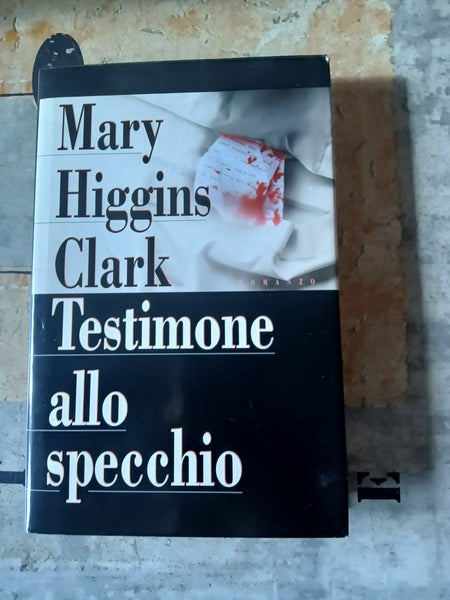 Mary
Higgins
Clark
ROMANZO
Testimone
allo
specchio
E